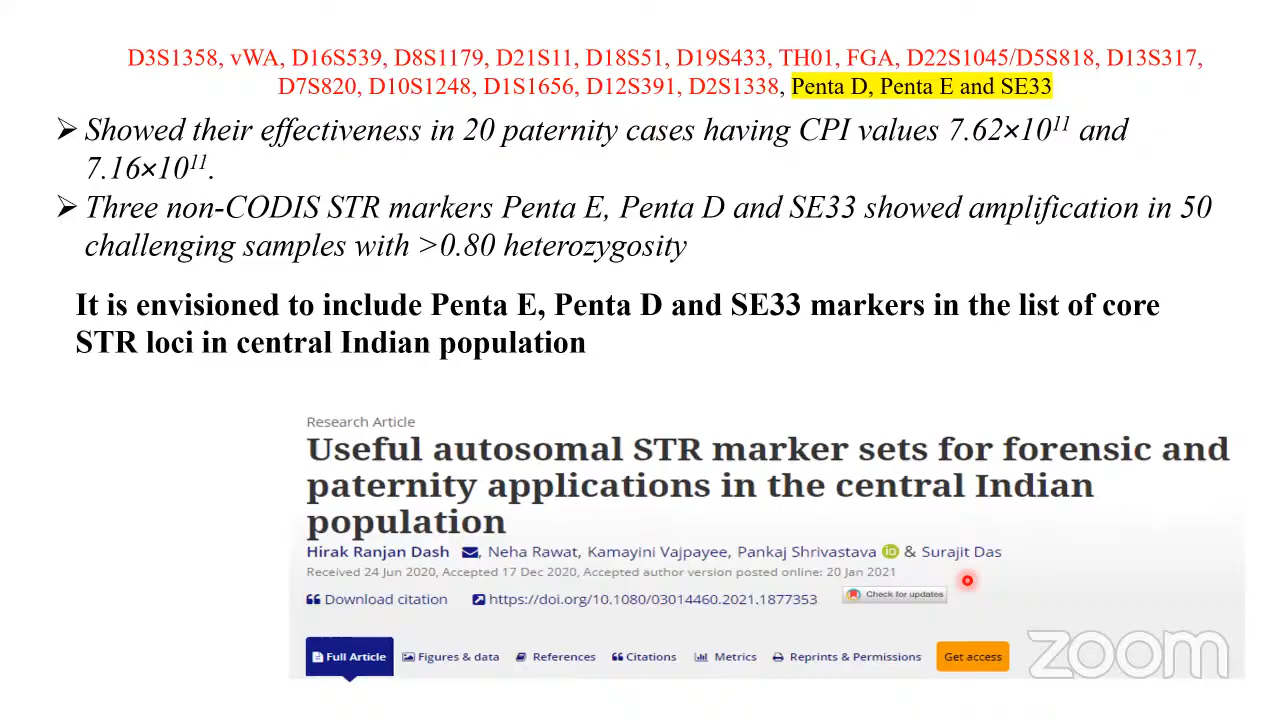 D3S1358, vWA, D16S539, D8S1179, D21S11, D18S51, D19S433, TH01, FGA, D22S1045/D5S818, D13S317,
D7S820, D10S1248, D1S1656, D12S391, D2S1338, Penta D, Penta E and SE33
➢ Showed their effectiveness in 20 paternity cases having CPI values 7.62×10¹¹ and
7.16×10¹¹.
➢ Three non-CODIS STR markers Penta E, Penta D and SE33 showed amplification in 50
challenging samples with >0.80 heterozygosity
It is envisioned to include Penta E, Penta D and SE33 markers in the list of core
STR loci in central Indian population
Research Article
Useful autosomal STR marker sets for forensic and
paternity applications in the central Indian
population
Hirak Ranjan Dash, Neha Rawat, Kamayini Vajpayee, Pankaj Shrivastava iD & Surajit Das
Received 24 Jun 2020, Accepted 17 Dec 2020, Accepted author version posted online: 20 Jan 2021
Download citation https://doi.org/10.1080/03014460.2021.1877353 Check for updates
Full Article Figures & data References Citations Metrics Reprints & Permissions Get access
zoom